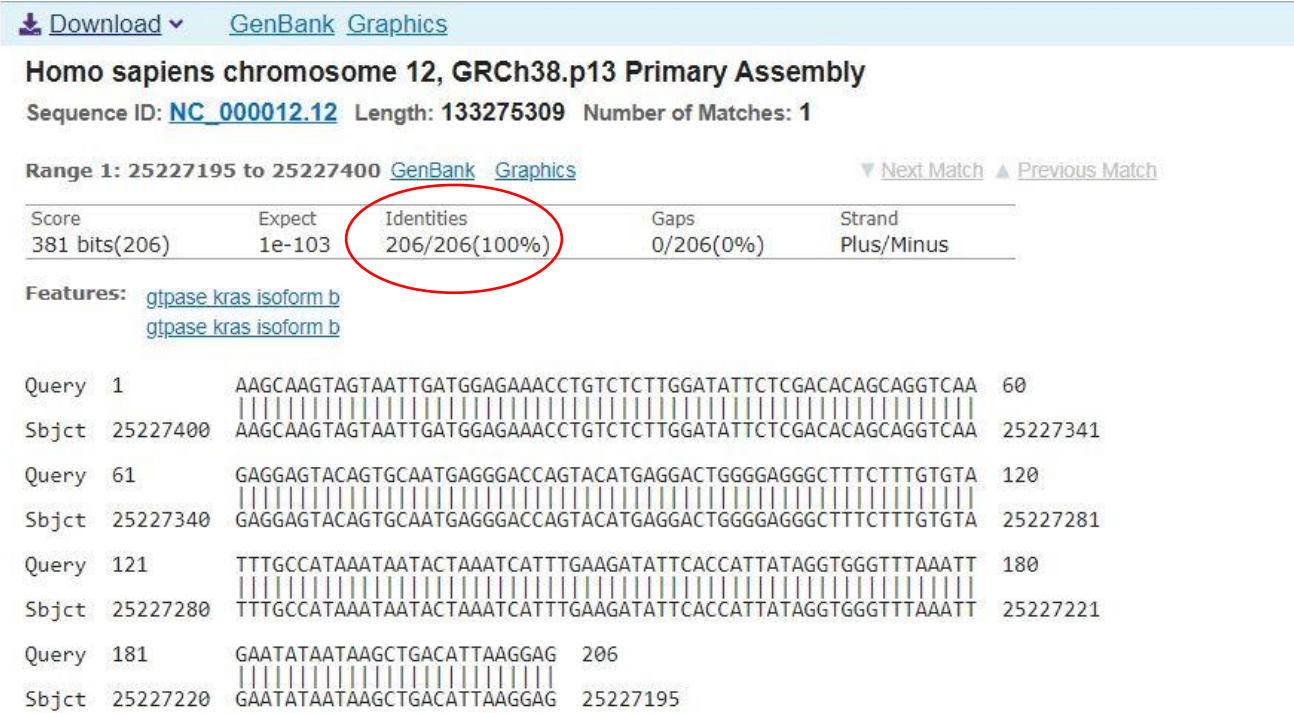 Download GenBank Graphics
Homo sapiens chromosome 12, GRCh38.p13 Primary Assembly
Sequence ID: NC_000012.12 Length: 133275309 Number of Matches: 1
Range 1: 25227195 to 25227400 GenBank Graphics ▼ Next Match ▲ Previous Match
Score Expect Identities Gaps Strand
381 bits(206) 1e-103 206/206(100%) 0/206(0%) Plus/Minus
Features: gtpase kras isoform b
gtpase kras isoform b
Query 1 AAGCAAGTAGTAATTGATGGAGAAACCTGTCTCTTGGATATTCTCGACACAGCAGGTCAA 60
Sbjct 25227400 AAGCAAGTAGTAATTGATGGAGAAACCTGTCTCTTGGATATTCTCGACACAGCAGGTCAA 25227341
Query 61 GAGGAGTACAGTGCAATGAGGGACCAGTACATGAGGACTGGGGAGGGCTTTCTTTGTGTA 120
Sbjct 25227340 GAGGAGTACAGTGCAATGAGGGACCAGTACATGAGGACTGGGGAGGGCTTTCTTTGTGTA 25227281
Query 121 TTTGCCATAAATAATACTAAATCATTTGAAGATATTCACCATTATAGGTGGGTTTAAATT 180
Sbjct 25227280 TTTGCCATAAATAATACTAAATCATTTGAAGATATTCACCATTATAGGTGGGTTTAAATT 25227221
Query 181 GAATATAATAAGCTGACATTAAGGAG 206
Sbjct 25227220 GAATATAATAAGCTGACATTAAGGAG 25227195